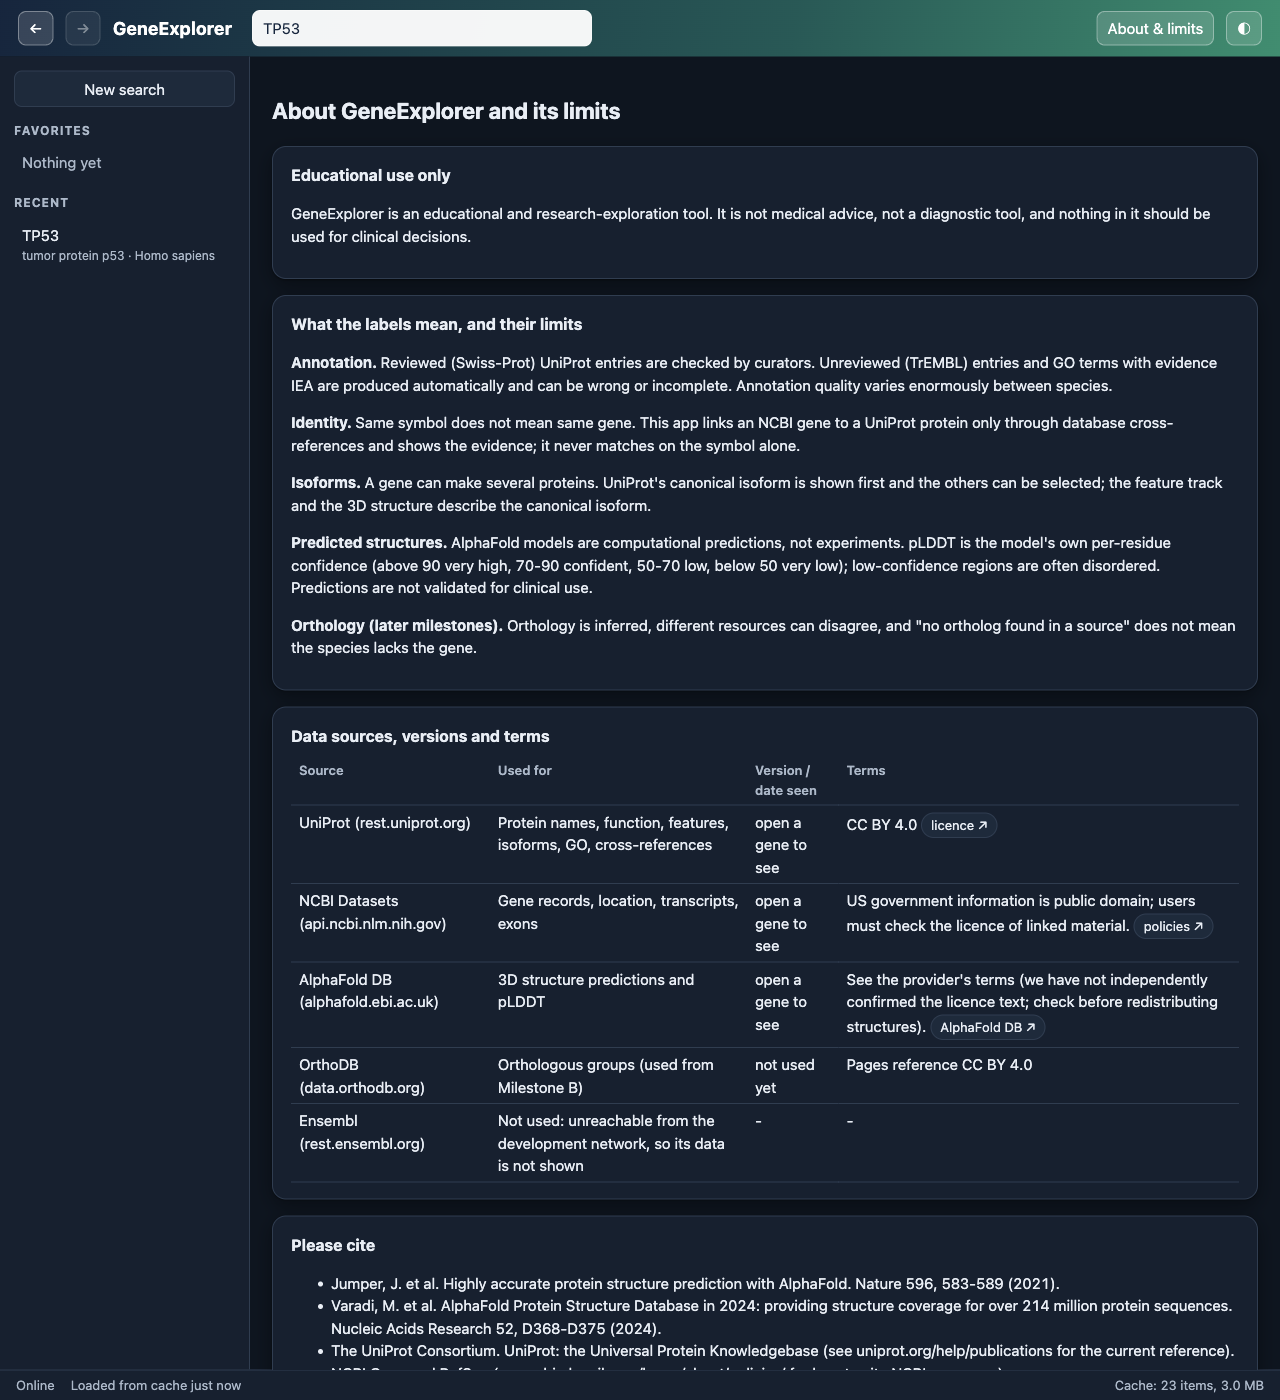 GeneExplorer
TP53
About & limits
New search
FAVORITES
Nothing yet
RECENT
TP53
tumor protein p53 · Homo sapiens
About GeneExplorer and its limits
Educational use only
GeneExplorer is an educational and research-exploration tool. It is not medical advice, not a diagnostic tool, and nothing in it should be
used for clinical decisions.
What the labels mean, and their limits
Annotation. Reviewed (Swiss-Prot) UniProt entries are checked by curators. Unreviewed (TrEMBL) entries and GO terms with evidence
IEA are produced automatically and can be wrong or incomplete. Annotation quality varies enormously between species.
Identity. Same symbol does not mean same gene. This app links an NCBI gene to a UniProt protein only through database cross-
references and shows the evidence; it never matches on the symbol alone.
Isoforms. A gene can make several proteins. UniProt's canonical isoform is shown first and the others can be selected; the feature track
and the 3D structure describe the canonical isoform.
Predicted structures. AlphaFold models are computational predictions, not experiments. pLDDT is the model's own per-residue
confidence (above 90 very high, 70-90 confident, 50-70 low, below 50 very low); low-confidence regions are often disordered.
Predictions are not validated for clinical use.
Orthology (later milestones). Orthology is inferred, different resources can disagree, and "no ortholog found in a source" does not mean
the species lacks the gene.
Data sources, versions and terms
Source
Used for
Version /
date seen
Terms
UniProt (rest.uniprot.org)
Protein names, function, features,
isoforms, GO, cross-references
open a
gene to
see
CC BY 4.0 licence ↗
NCBI Datasets
(api.ncbi.nlm.nih.gov)
Gene records, location, transcripts,
exons
open a
gene to
see
US government information is public domain; users
must check the licence of linked material. policies ↗
AlphaFold DB
(alphafold.ebi.ac.uk)
3D structure predictions and
pLDDT
open a
gene to
see
See the provider's terms (we have not independently
confirmed the licence text; check before redistributing
structures). AlphaFold DB ↗
OrthoDB
(data.orthodb.org)
Orthologous groups (used from
Milestone B)
not used
yet
Pages reference CC BY 4.0
Ensembl
(rest.ensembl.org)
Not used: unreachable from the
development network, so its data
is not shown
-
-
Please cite
• Jumper, J. et al. Highly accurate protein structure prediction with AlphaFold. Nature 596, 583-589 (2021).
• Varadi, M. et al. AlphaFold Protein Structure Database in 2024: providing structure coverage for over 214 million protein sequences.
Nucleic Acids Research 52, D368-D375 (2024).
• The UniProt Consortium. UniProt: the Universal Protein Knowledgebase (see uniprot.org/help/publications for the current reference).
Online
Loaded from cache just now
Cache: 23 items, 3.0 MB